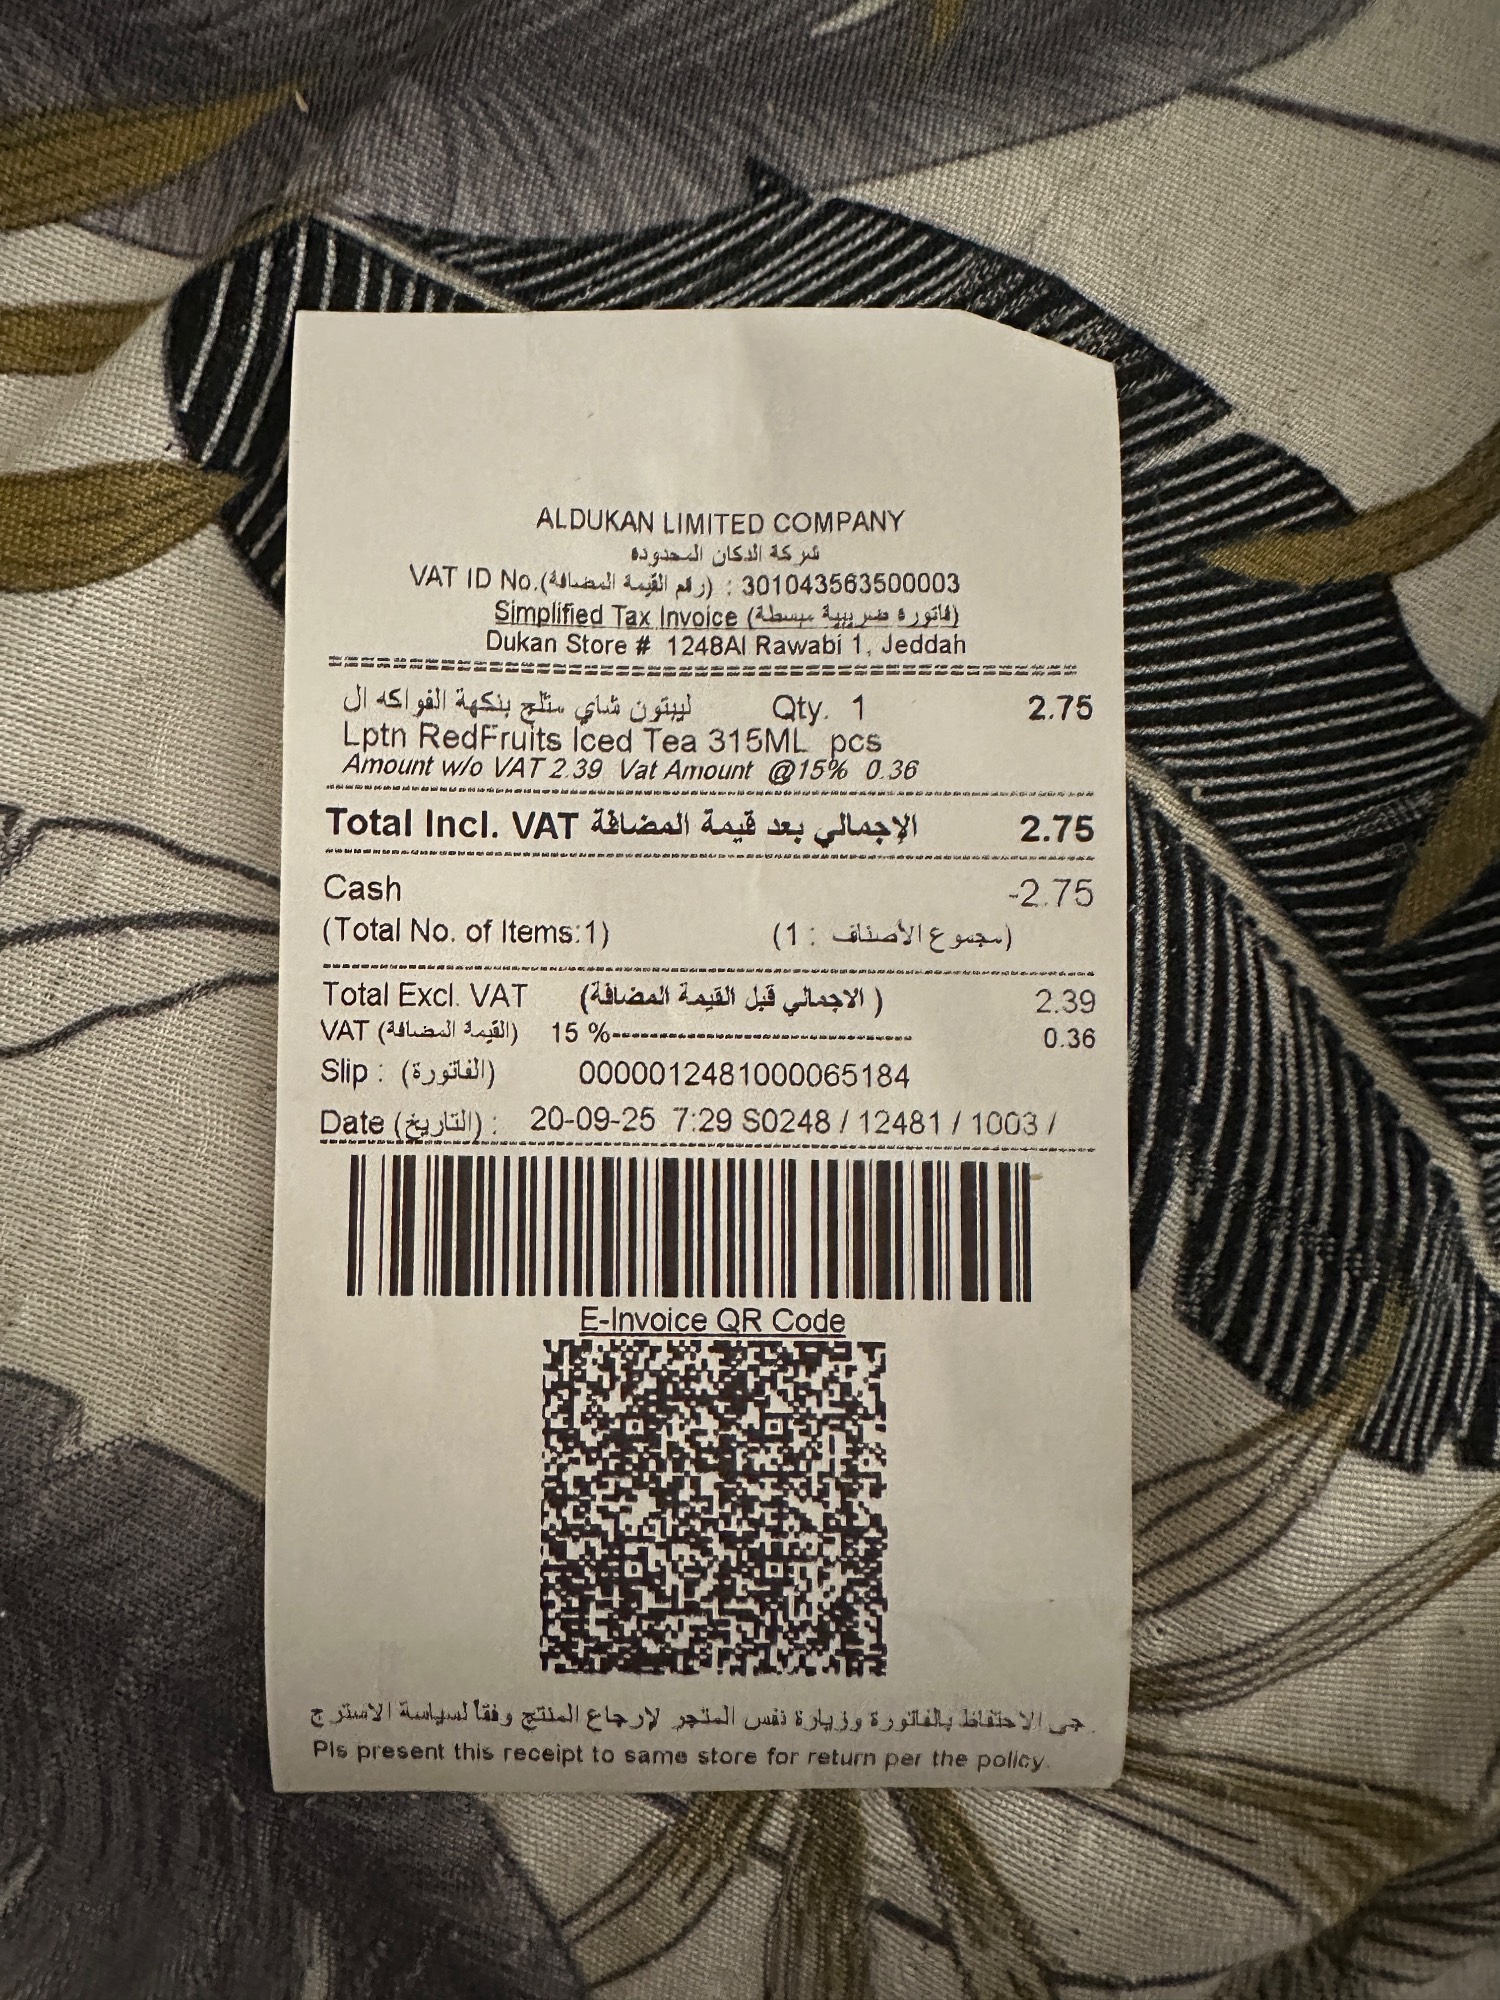 ALDUKAN LIMITED COMPANY
شركة الدكان المحدوده
VAT ID No.(رقم القيمة المضافة) : 301043563500003
Simplified Tax Invoice (فاتورة ضريبية مبسطة)
Dukan Store # 1248Al Rawabi 1, Jeddah
ليبتون شاي مثلج بنكهة الفواكه ال Qty. 1 2.75
Lptn RedFruits Iced Tea 315ML pcs
Amount w/o VAT 2.39 Vat Amount @15% 0.36
Total Incl. VAT الإجمالي بعد قيمة المضافة 2.75
Cash -2.75
(Total No. of Items:1) (مجموع الأصناف : 1)
Total Excl. VAT (الاجمالي قبل القيمة المضافة ) 2.39
VAT (القيمة المضافة) 15 %------------------------------ 0.36
Slip : (الفاتورة) 0000012481000065184
Date (التاريخ) : 20-09-25 7:29 S0248 / 12481 / 1003 /
E-Invoice QR Code
جى الاحتفاظ بالفاتورة وزيارة نفس المتجر لإرجاع المنتج وفقا لسياسة الاسترج
Pls present this receipt to same store for return per the policy.